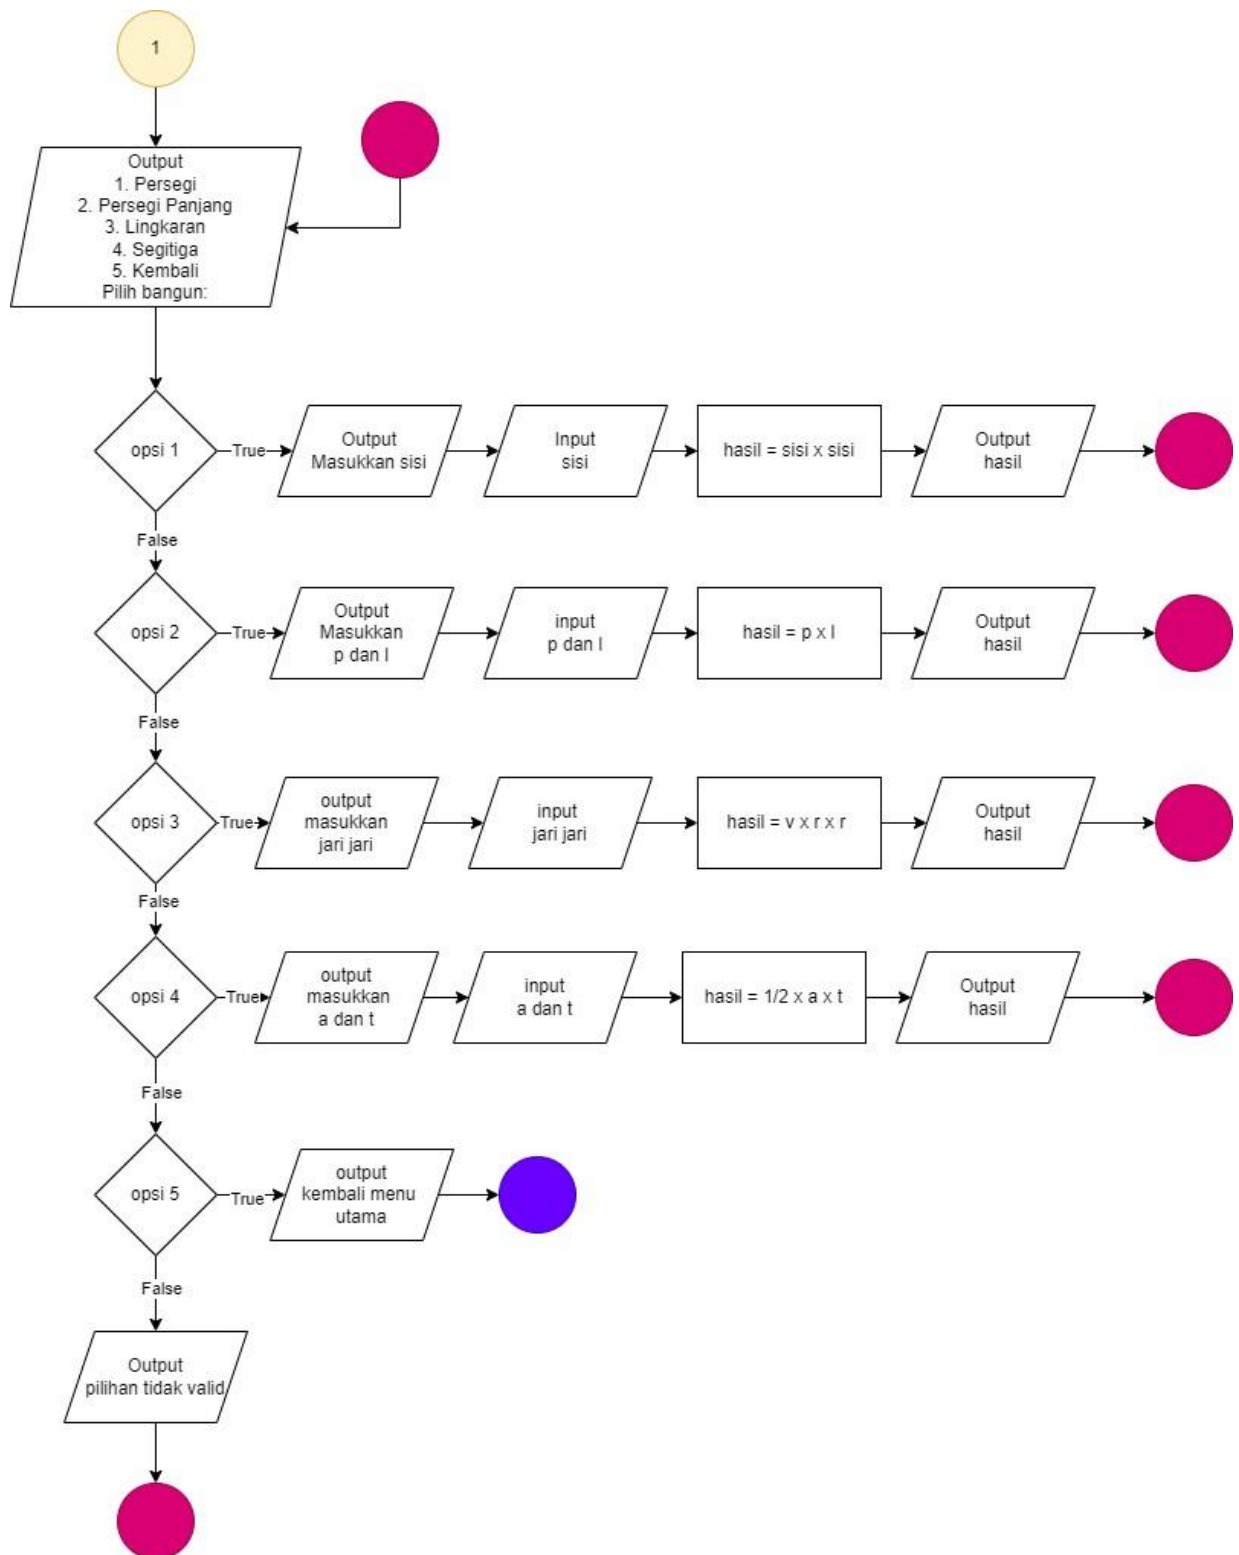 1
Output
1. Persegi
2. Persegi Panjang
3. Lingkaran
4. Segitiga
5. Kembali
Pilih bangun:
opsi 1
True
Output
Masukkan sisi
Input
sisi
hasil = sisi x sisi
Output
hasil
False
opsi 2
True
Output
Masukkan
p dan l
input
p dan l
hasil = p x l
Output
hasil
False
opsi 3
True
output
masukkan
jari jari
input
jari jari
hasil = v x r x r
Output
hasil
False
opsi 4
True
output
masukkan
a dan t
input
a dan t
hasil = 1/2 x a x t
Output
hasil
False
opsi 5
True
output
kembali menu
utama
False
Output
pilihan tidak valid